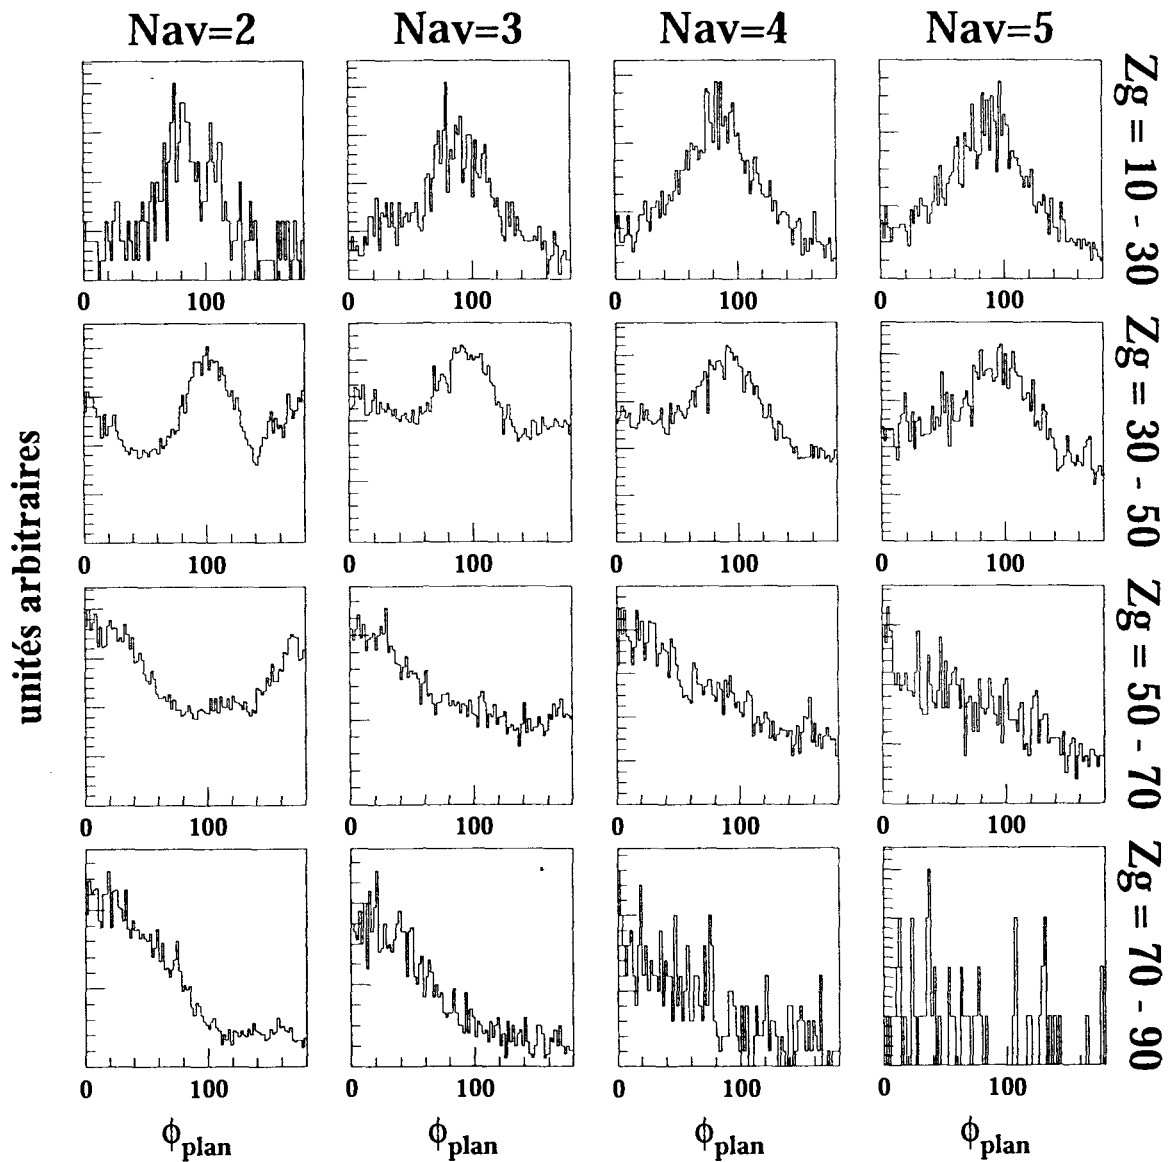 Nav=2 Nav=3 Nav=4 Nav=5
Zg = 10 - 30
0 100 0 100 0 100 0 100
Zg = 30 - 50
0 100 0 100 0 100 0 100
unités arbitraires
Zg = 50 - 70
0 100 0 100 0 100 0 100
Zg = 70 - 90
0 100 0 100 0 100 0 100
ϕplan ϕplan ϕplan ϕplan